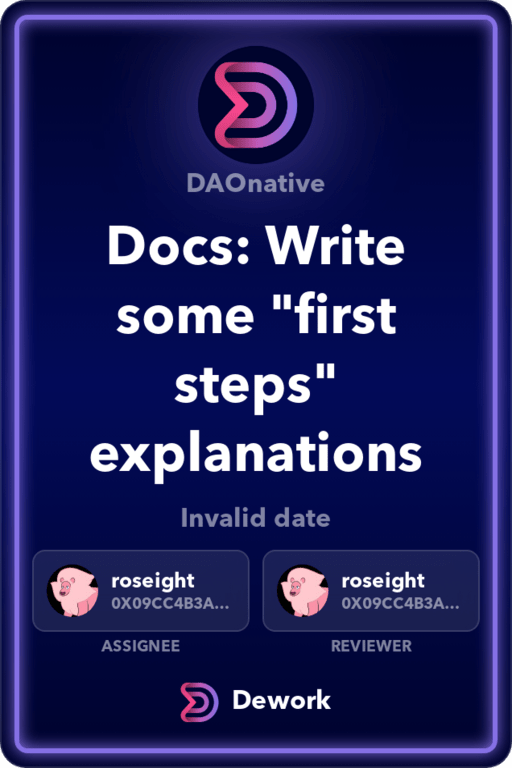 DAOnative
Docs: Write
some "first
steps"
explanations
Invalid date
roseight
0X09CC4B3A...
ASSIGNEE
roseight
0X09CC4B3A...
REVIEWER
Dework